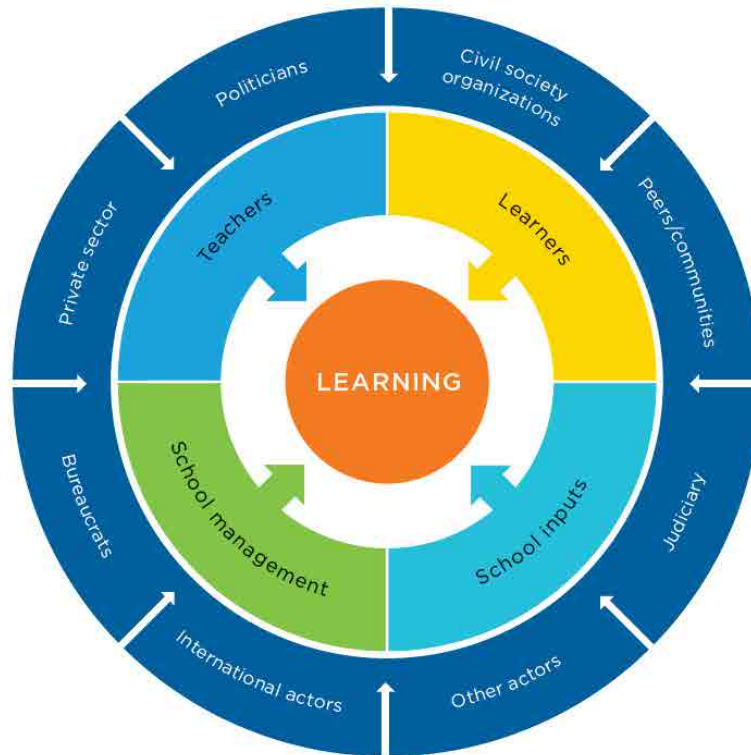 Politicians
Civil society
organizations
Private sector
Peers/communities
Teachers
Learners
LEARNING
School management
School inputs
Bureaucrats
Judiciary
International actors
Other actors